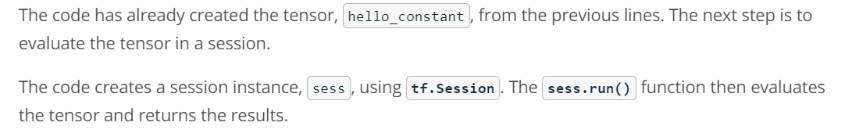 The code has already created the tensor, hello_constant, from the previous lines. The next step is to
evaluate the tensor in a session.
The code creates a session instance, sess, using tf.Session. The sess.run() function then evaluates
the tensor and returns the results.